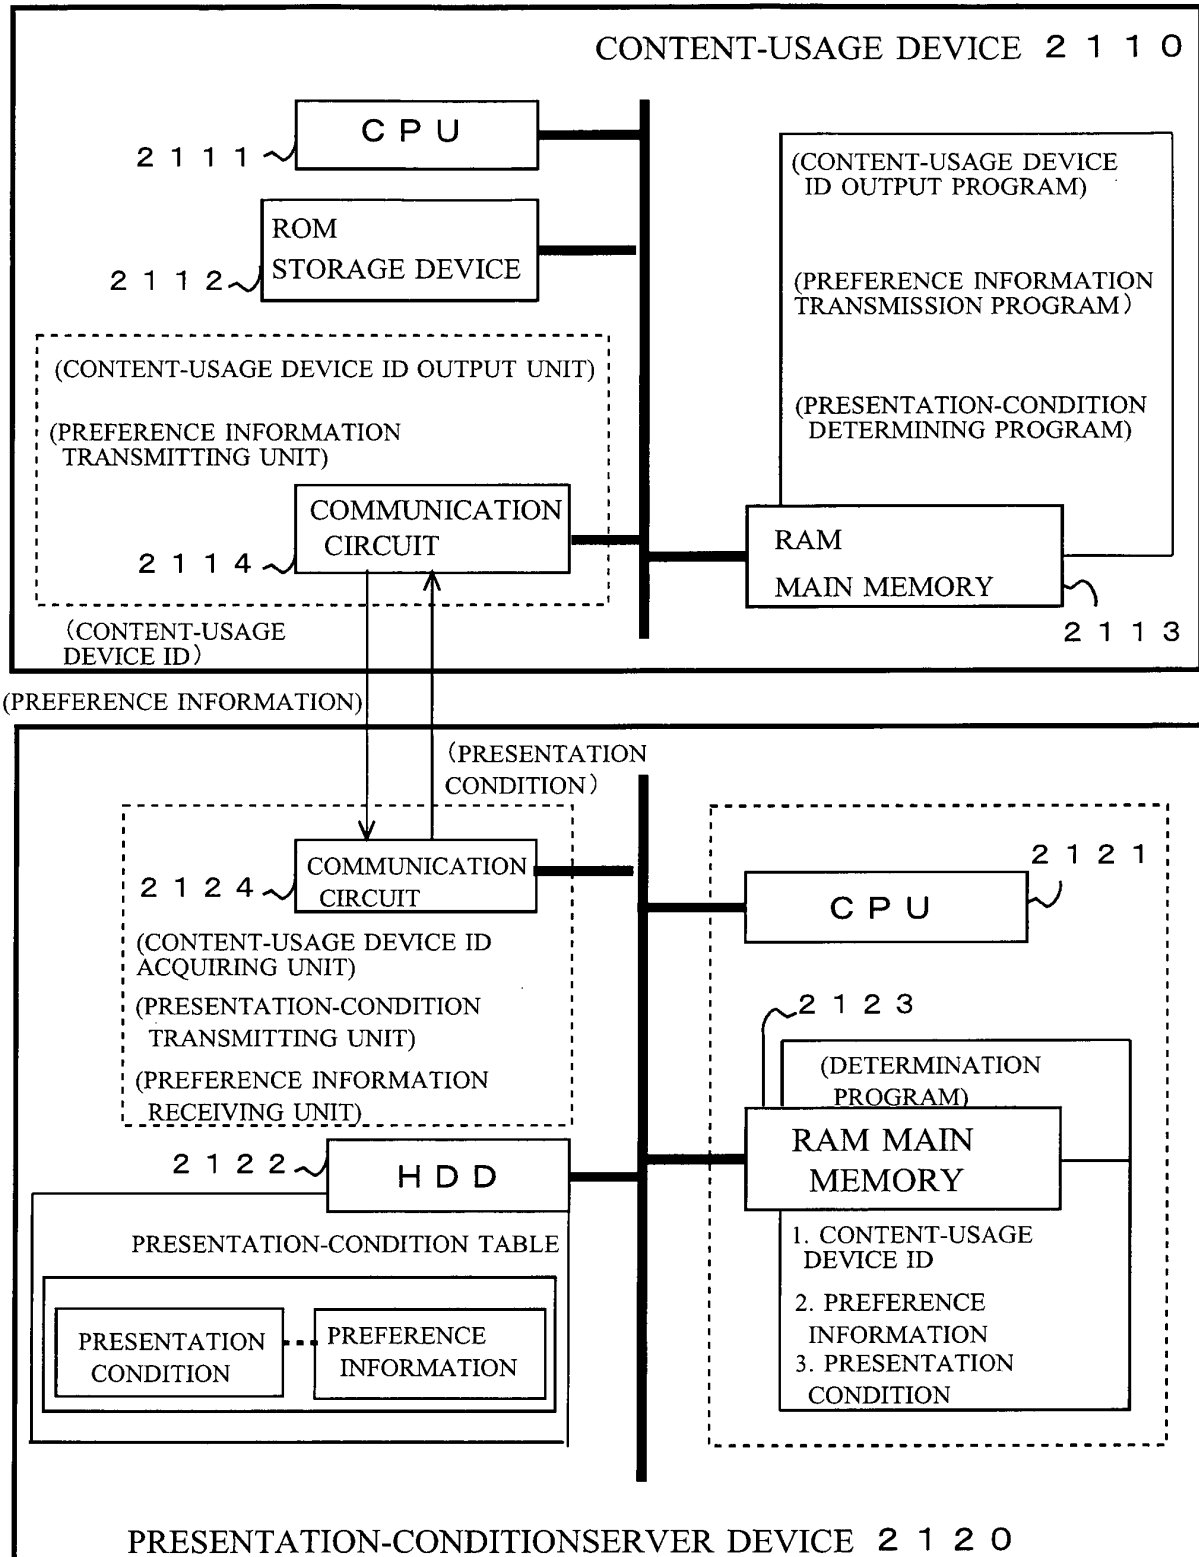 CONTENT-USAGE DEVICE 2110
CPU
2111
ROM
STORAGE DEVICE
2112
(CONTENT-USAGE DEVICE
ID OUTPUT PROGRAM)
(PREFERENCE INFORMATION
TRANSMISSION PROGRAM)
(PRESENTATION-CONDITION
DETERMINING PROGRAM)
(CONTENT-USAGE DEVICE ID OUTPUT UNIT)
(PREFERENCE INFORMATION
TRANSMITTING UNIT)
COMMUNICATION
CIRCUIT
2114
RAM
MAIN MEMORY
2113
(CONTENT-USAGE
DEVICE ID)
(PREFERENCE INFORMATION)
(PRESENTATION
CONDITION)
COMMUNICATION
CIRCUIT
2124
(CONTENT-USAGE DEVICE ID
ACQUIRING UNIT)
(PRESENTATION-CONDITION
TRANSMITTING UNIT)
(PREFERENCE INFORMATION
RECEIVING UNIT)
2121
CPU
2123
(DETERMINATION
PROGRAM)
RAM MAIN
MEMORY
1. CONTENT-USAGE
DEVICE ID
2. PREFERENCE
INFORMATION
3. PRESENTATION
CONDITION
2122
HDD
PRESENTATION-CONDITION TABLE
PRESENTATION
CONDITION
PREFERENCE
INFORMATION
PRESENTATION-CONDITIONSERVER DEVICE 2120